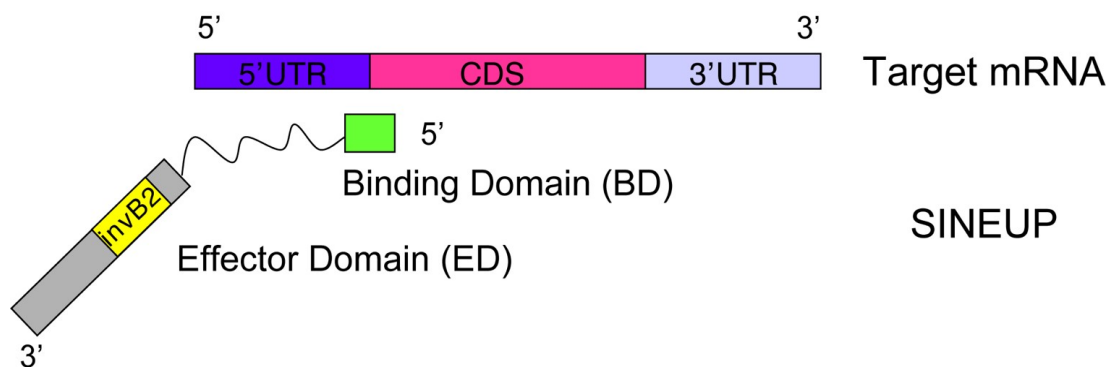 5’ 3’
5’UTR CDS 3’UTR Target mRNA
5’
Binding Domain (BD)
invB2
SINEUP
Effector Domain (ED)
3’